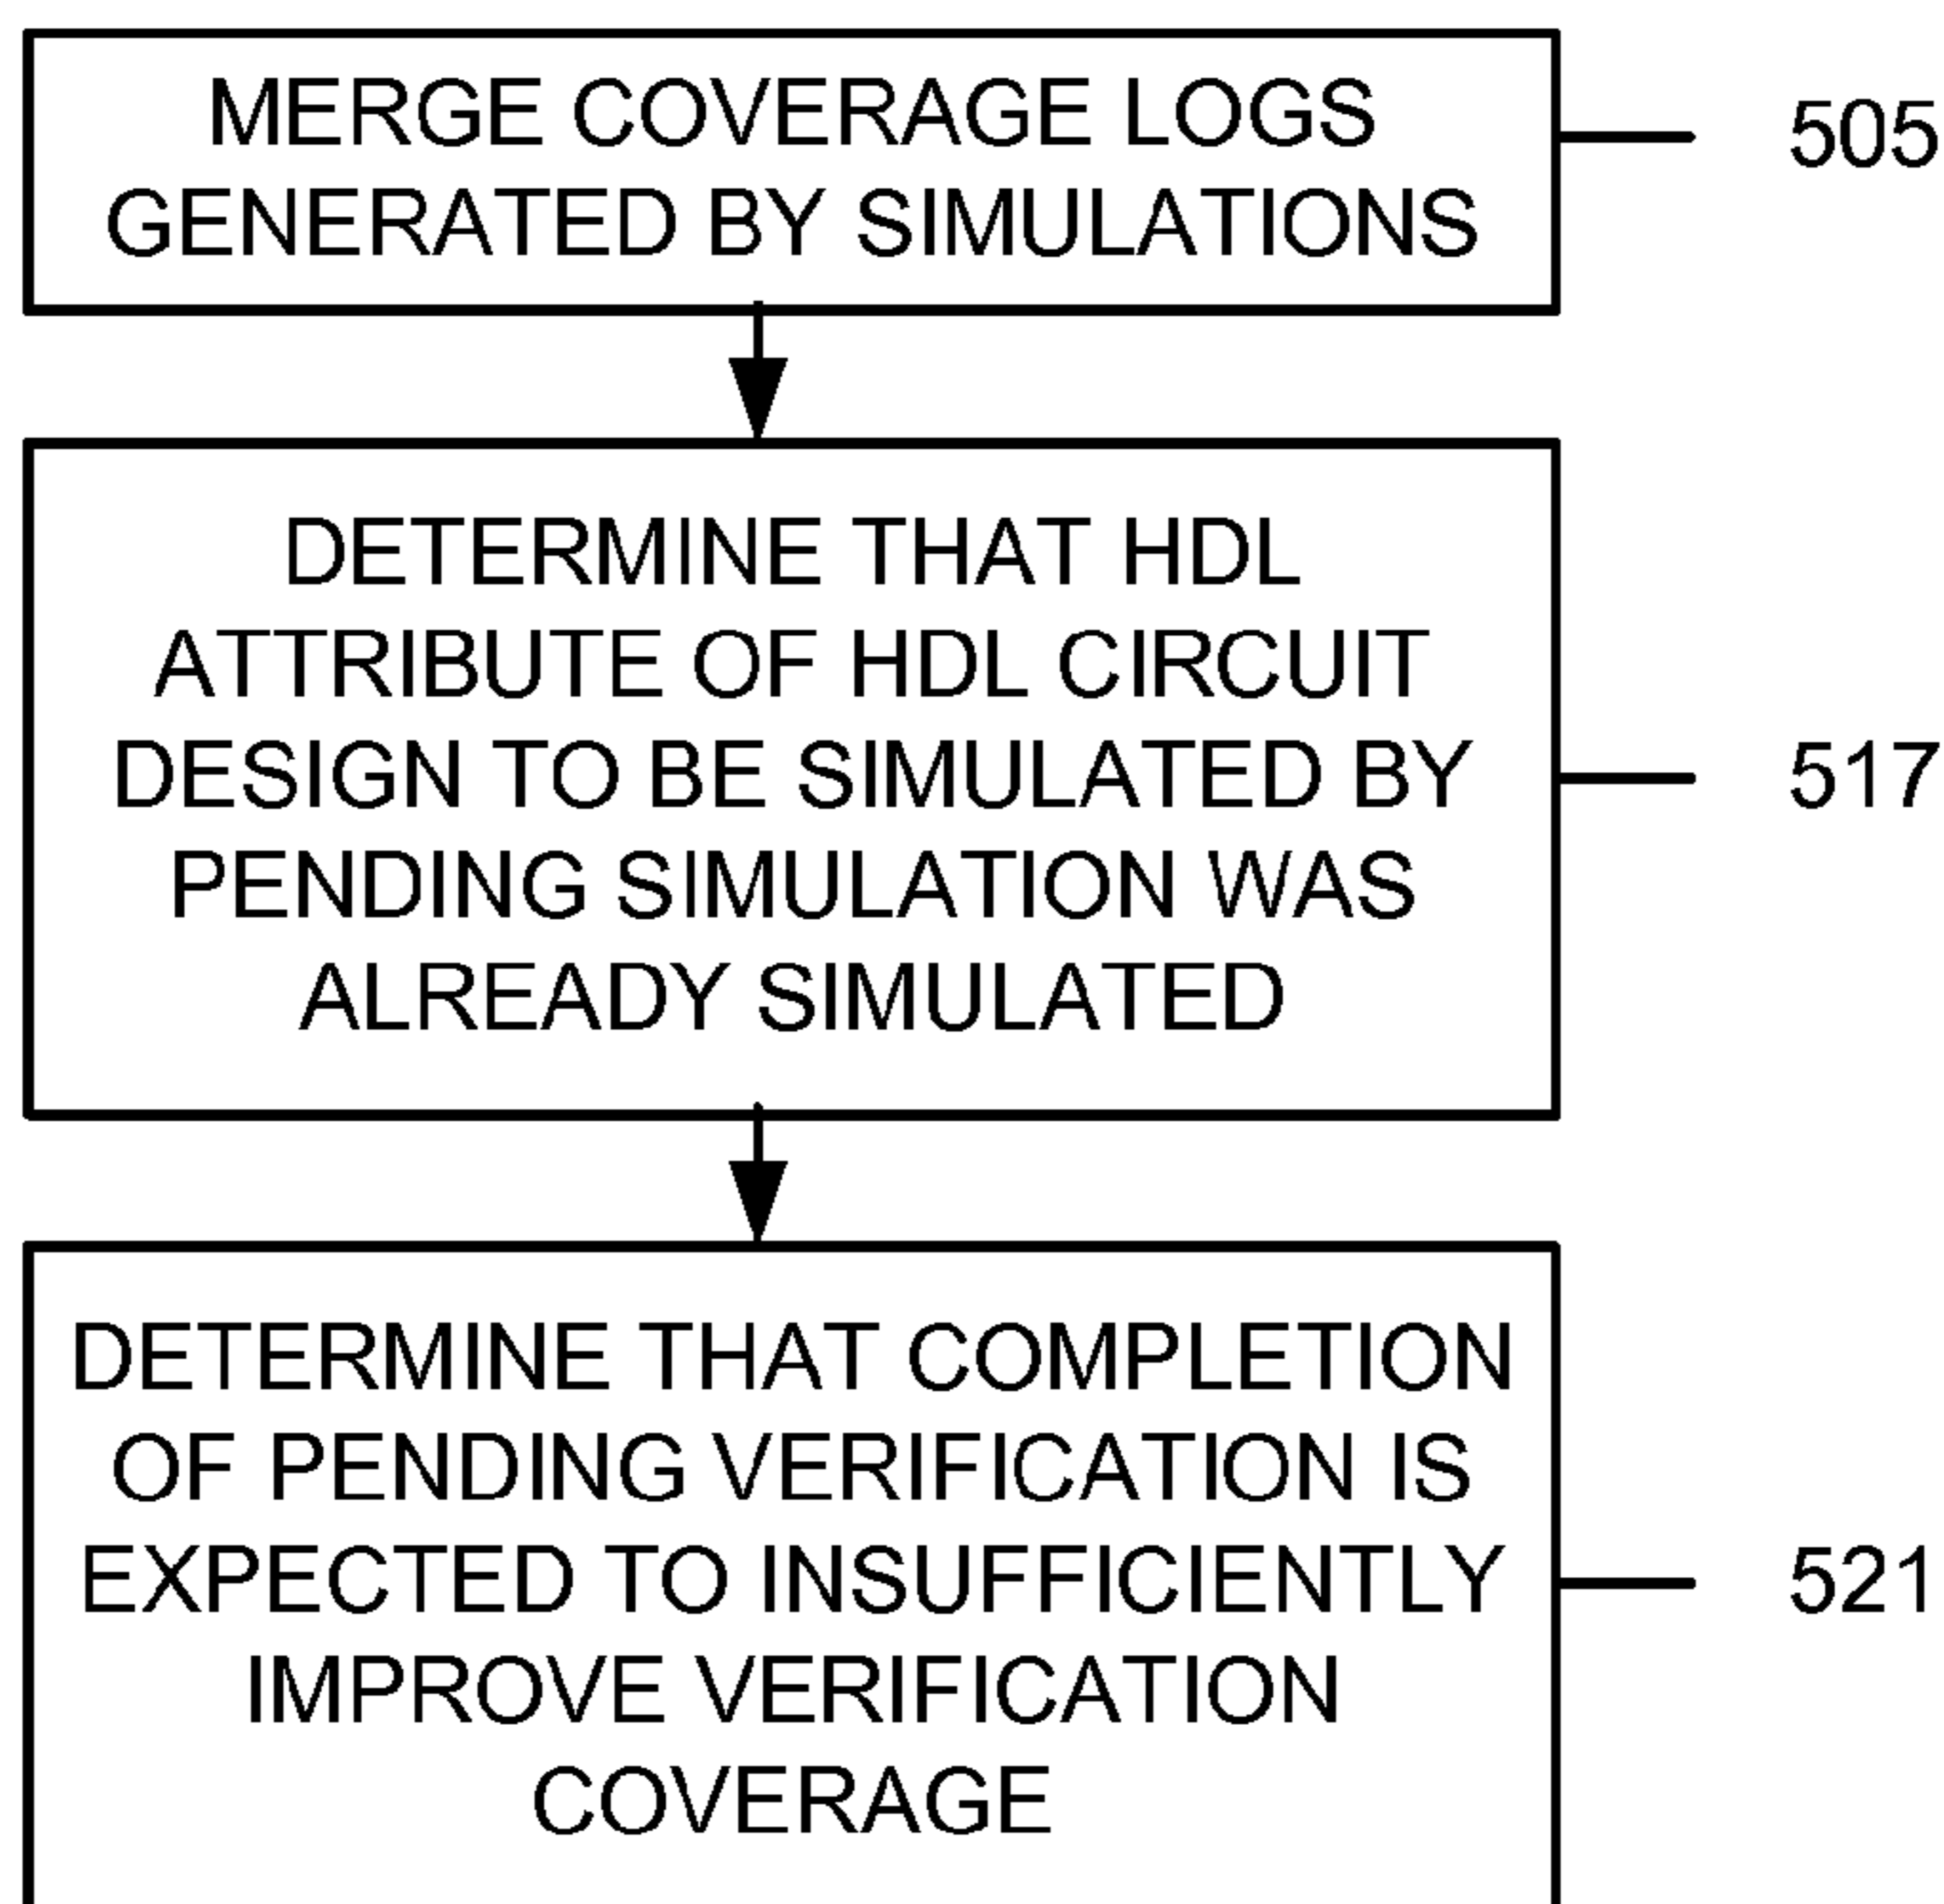 MERGE COVERAGE LOGS
GENERATED BY SIMULATIONS
505
DETERMINE THAT HDL
ATTRIBUTE OF HDL CIRCUIT
DESIGN TO BE SIMULATED BY
PENDING SIMULATION WAS
ALREADY SIMULATED
517
DETERMINE THAT COMPLETION
OF PENDING VERIFICATION IS
EXPECTED TO INSUFFICIENTLY
IMPROVE VERIFICATION
COVERAGE
521